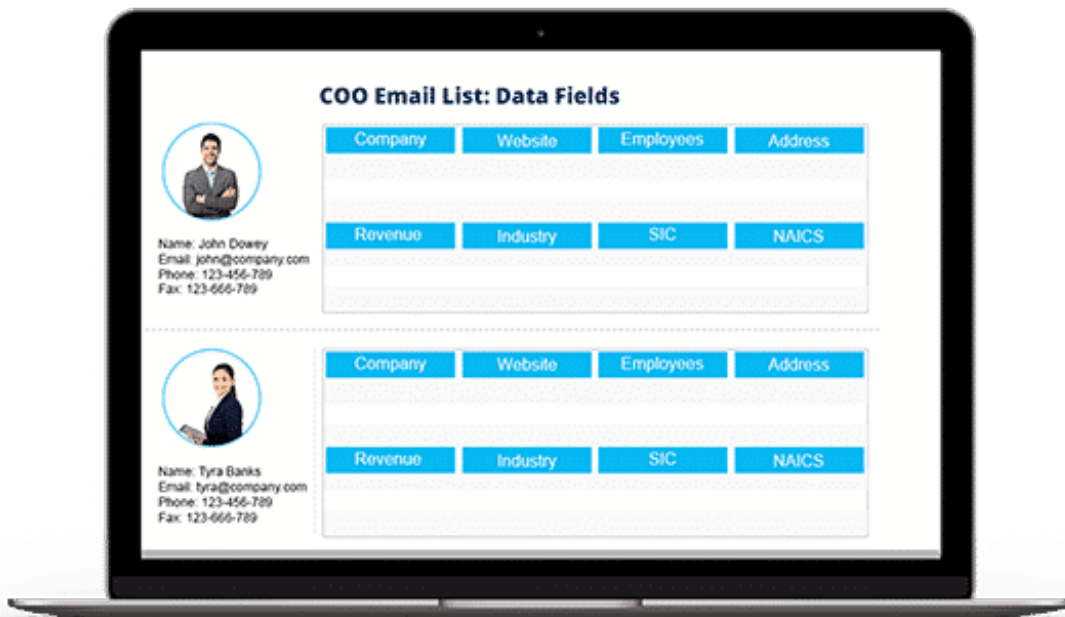 COO Email List: Data Fields
Company Website Employees Address
Revenue Industry SIC NAICS
Name: John Dowey
Email: john@company.com
Phone: 123-456-789
Fax: 123-666-789
Company Website Employees Address
Revenue Industry SIC NAICS
Name: Tyra Banks
Email: tyra@company.com
Phone: 123-456-789
Fax: 123-666-789